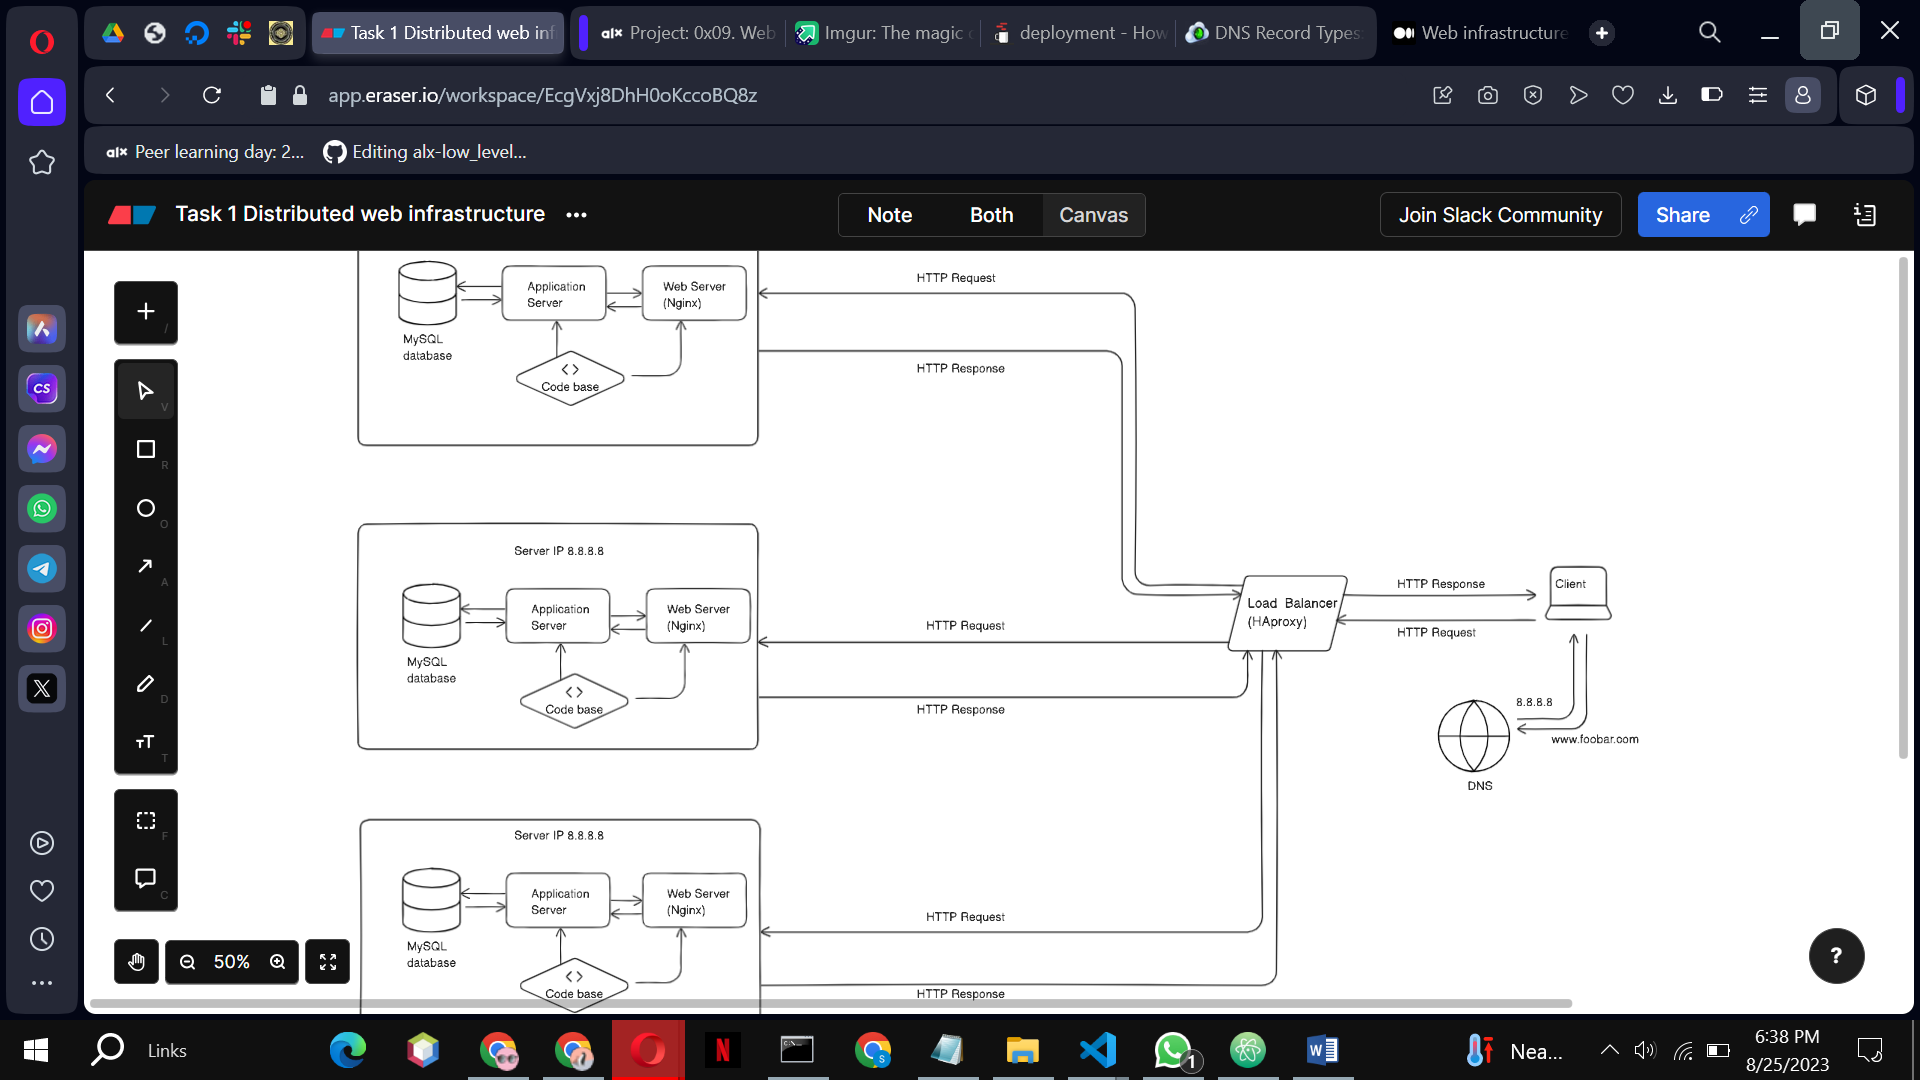 Task 1 Distributed web inf
Project: 0x09. Web
Imgur: The magic
deployment - How
DNS Record Types:
Web infrastructure
app.eraser.io/workspace/EcgVxj8DhH0oKccoBQ8z
alx Peer learning day: 2...
Editing alx-low_level...
Task 1 Distributed web infrastructure
Note
Both
Canvas
Join Slack Community
Share
HTTP Request
Application
Server
Web Server
(Nginx)
MySQL
database
<>
Code base
HTTP Response
Server IP 8.8.8.8
Application
Server
Web Server
(Nginx)
MySQL
database
<>
Code base
HTTP Request
HTTP Response
Load Balancer
(HAproxy)
HTTP Response
HTTP Request
Client
8.8.8.8
www.foobar.com
DNS
Server IP 8.8.8.8
Application
Server
Web Server
(Nginx)
MySQL
database
<>
Code base
HTTP Request
HTTP Response
/
V
R
O
A
L
D
T
F
C
50%
?
CS
Links
Nea...
6:38 PM
8/25/2023
1